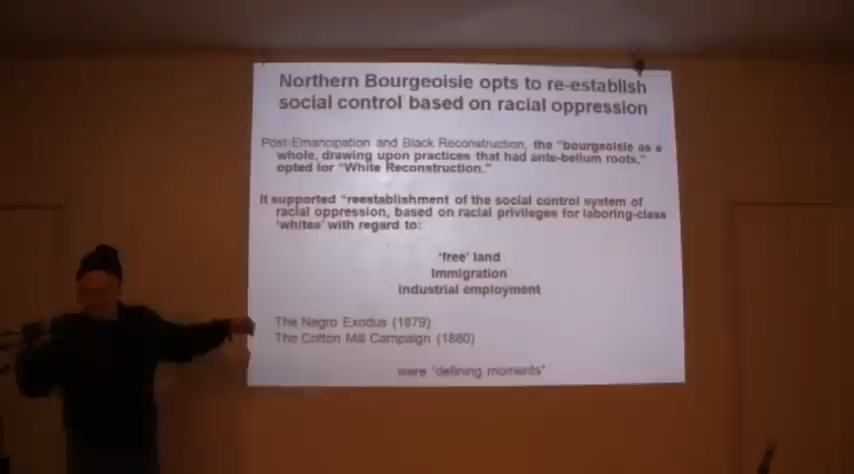 Northern Bourgeoisie opts to re-establish
social control based on racial oppression
Post-Emancipation and Black Reconstruction, the "bourgeoisie as a
whole, drawing upon practices that had ante-bellum roots,"
opted for "White Reconstruction."
It supported "reestablishment of the social control system of
racial oppression, based on racial privileges for laboring-class
'whites' with regard to:
'free' land
Immigration
industrial employment
The Negro Exodus (1879)
The Cotton Mill Campaign (1880)
were "defining moments"